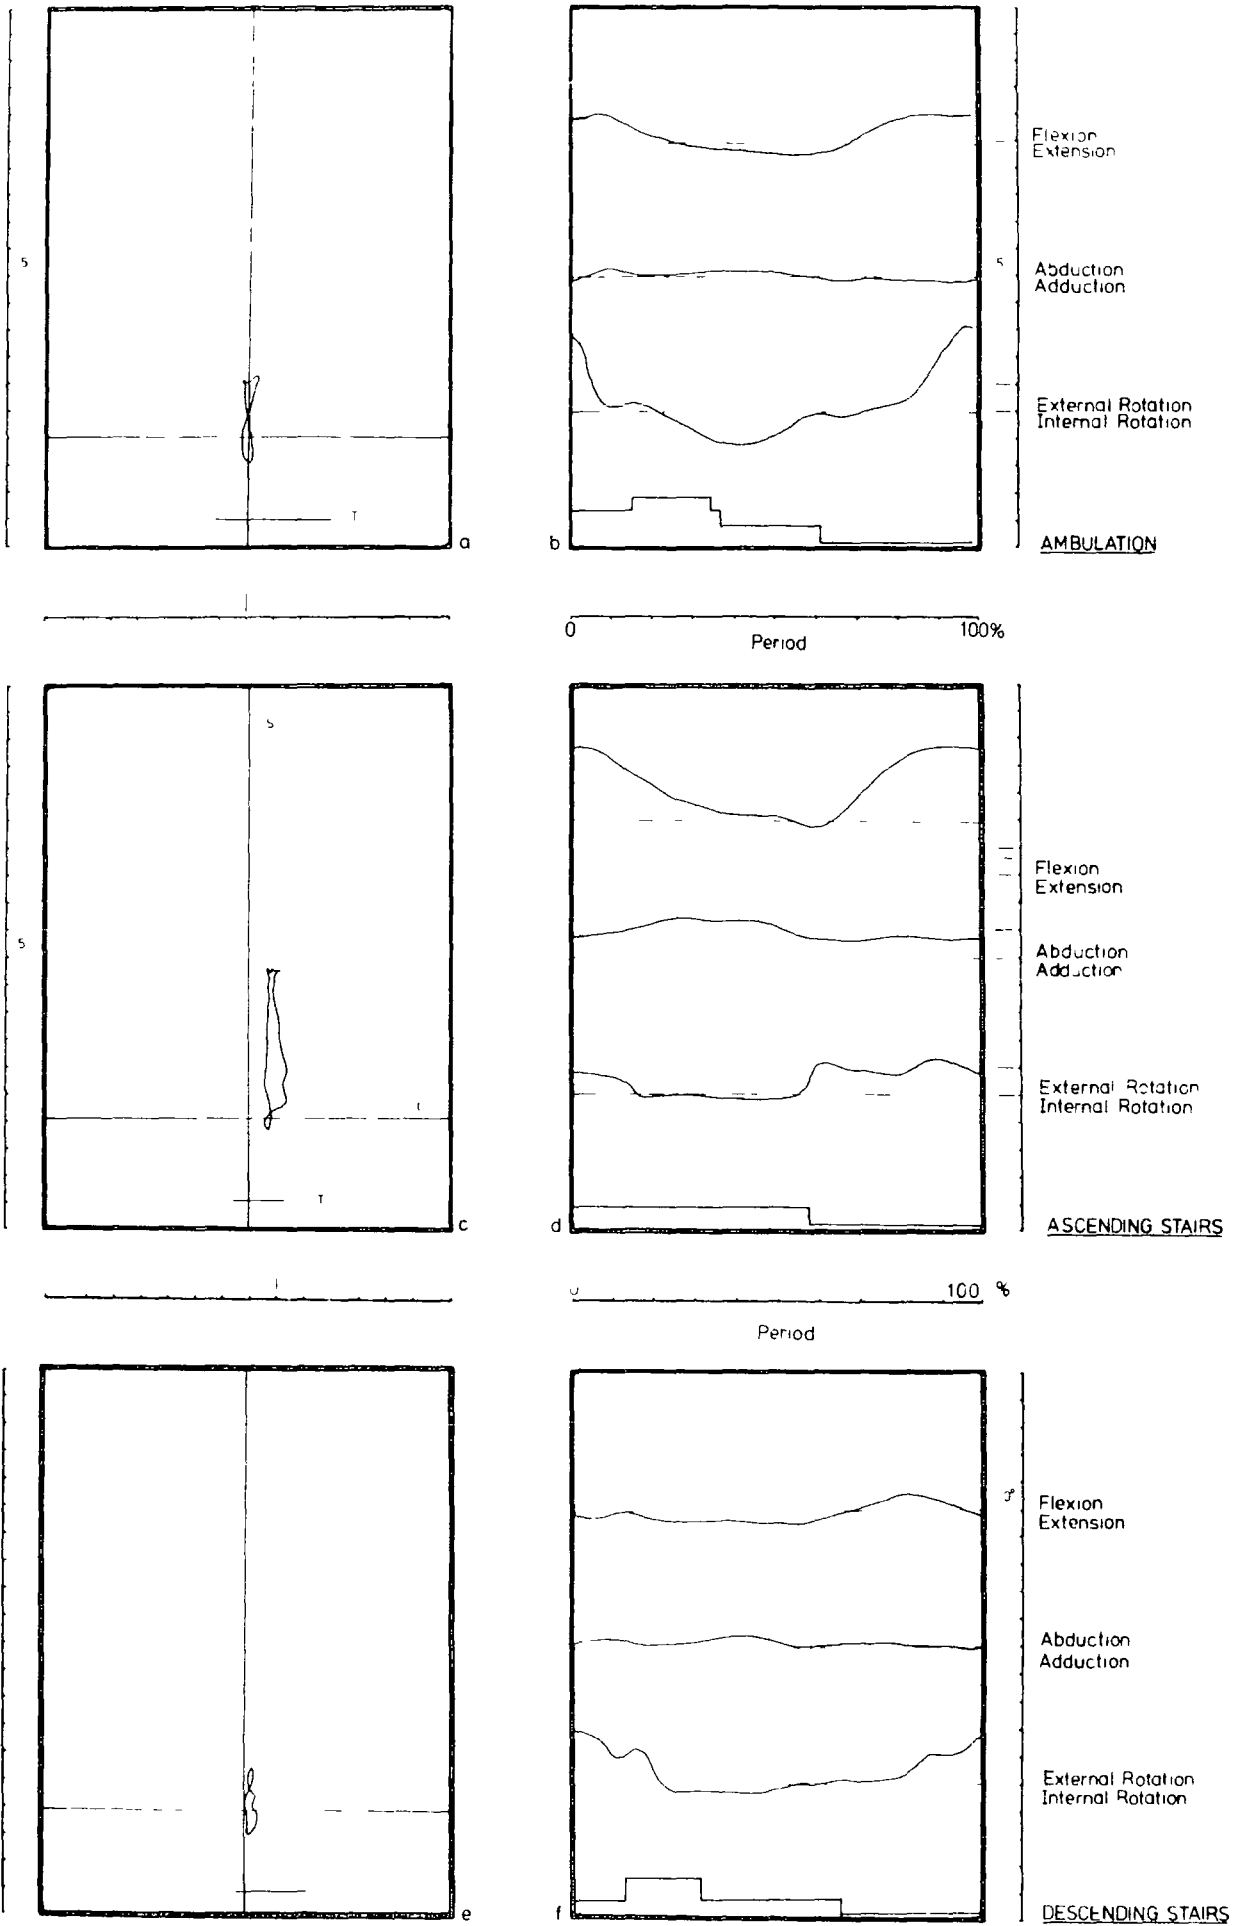 Flexion
Extension
5
5
Abduction
Adduction
External Rotation
Internal Rotation
T
a
b
AMBULATION
0
100%
Period
S
Flexion
Extension
5
Abduction
Adduction
External Rotation
Internal Rotation
T
c
d
ASCENDING STAIRS
100 %
Period
Flexion
Extension
Abduction
Adduction
External Rotation
Internal Rotation
e
f
DESCENDING STAIRS